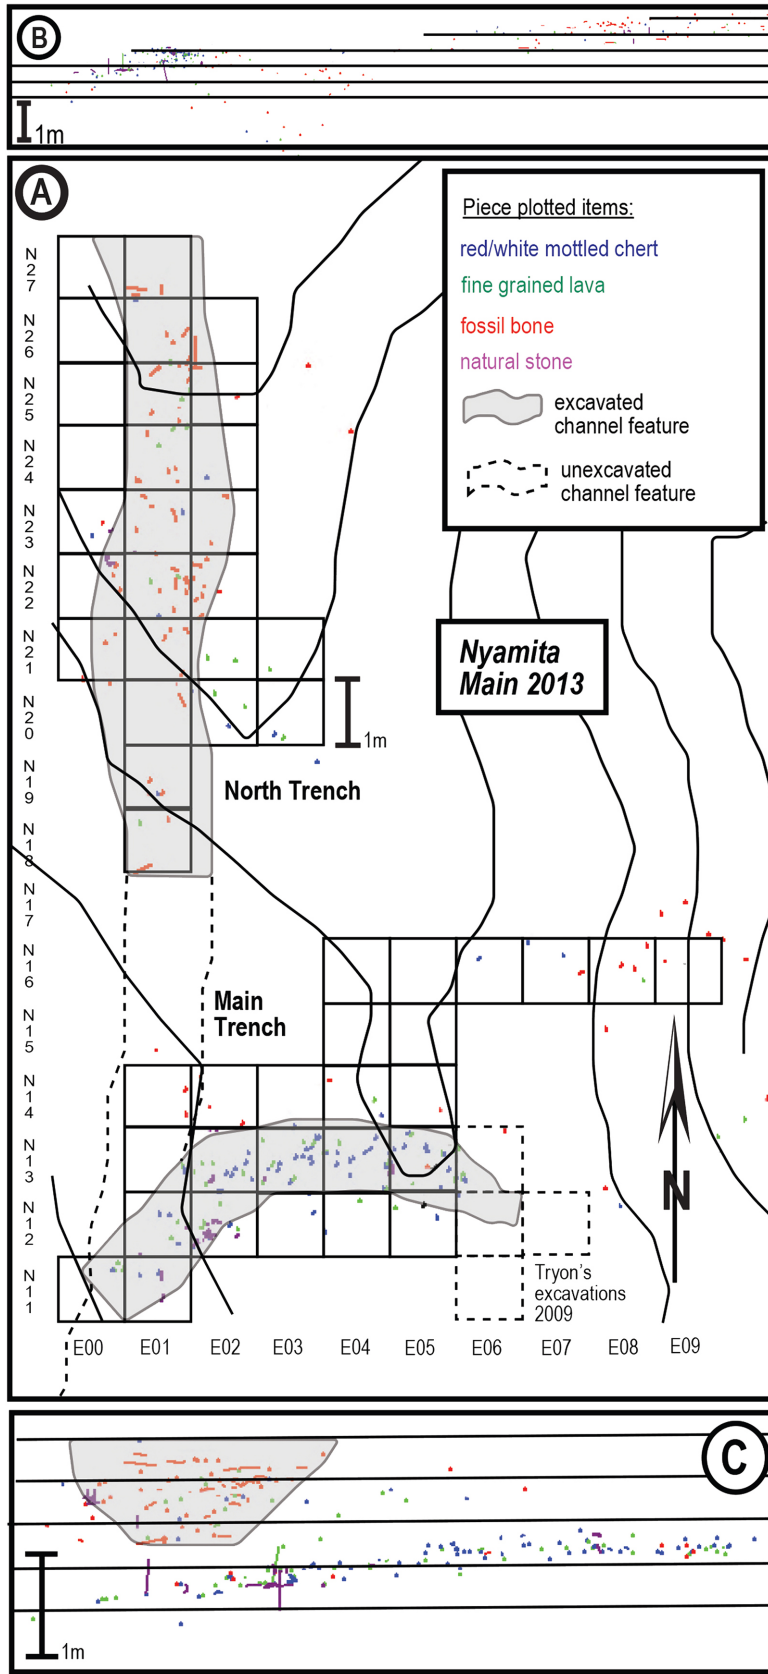 B
1m
A
Piece plotted items:
red/white mottled chert
fine grained lava
fossil bone
natural stone
excavated
channel feature
unexcavated
channel feature
N27
N26
N25
N24
N23
N22
N21
N20
N19
N18
N17
N16
N15
N14
N13
N12
N11
Nyamita
Main 2013
1m
North Trench
Main
Trench
N
Tryon's
excavations
2009
E00 E01 E02 E03 E04 E05 E06 E07 E08 E09
C
1m